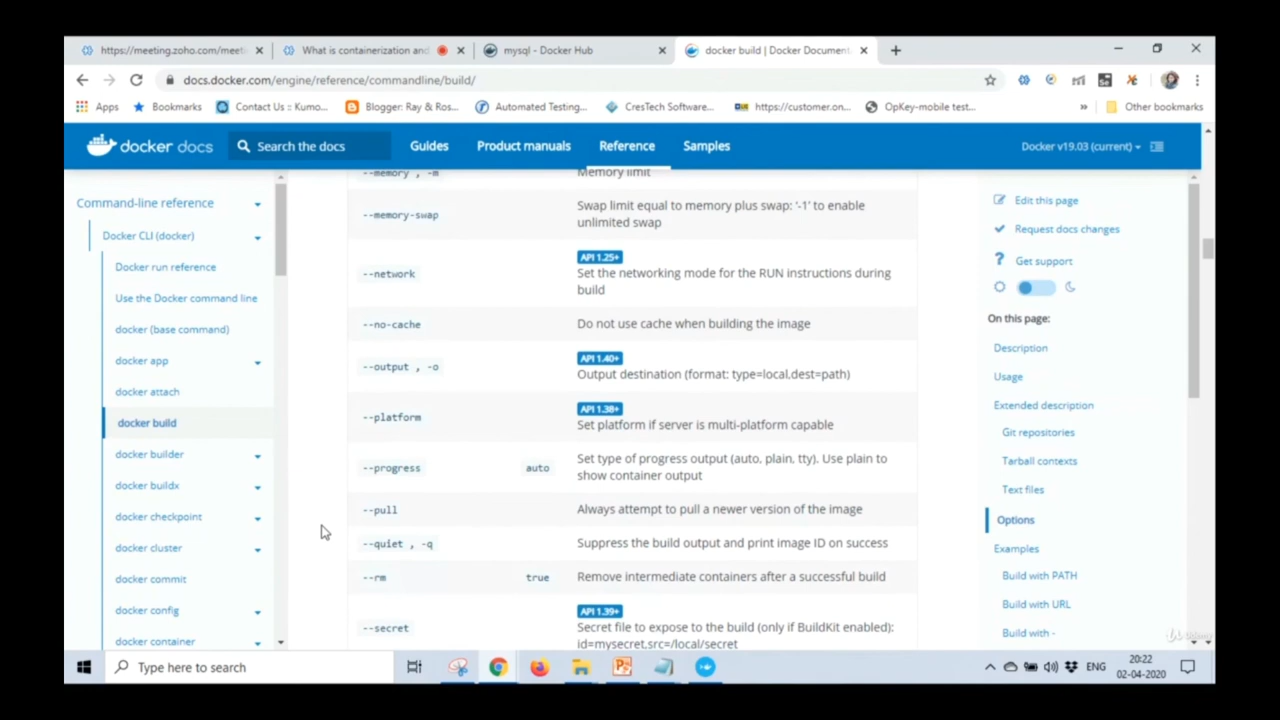 https://meeting.zoho.com/meeti
What is containerization and
mysql - Docker Hub
docker build | Docker Document
docs.docker.com/engine/reference/commandline/build/
Apps
Bookmarks
Contact Us :: Kumo...
Blogger: Ray & Ros...
Automated Testing...
CresTech Software...
https://customer.on...
OpKey-mobile test...
»
Other bookmarks
docker docs
Search the docs
Guides
Product manuals
Reference
Samples
Docker v19.03 (current)
Command-line reference
Docker CLI (docker)
Docker run reference
Use the Docker command line
docker (base command)
docker app
docker attach
docker build
docker builder
docker buildx
docker checkpoint
docker cluster
docker commit
docker config
docker container
--memory , -m
Memory limit
--memory-swap
Swap limit equal to memory plus swap: '-1' to enable
unlimited swap
--network
API 1.25+
Set the networking mode for the RUN instructions during
build
--no-cache
Do not use cache when building the image
--output , -o
API 1.40+
Output destination (format: type=local,dest=path)
--platform
API 1.38+
Set platform if server is multi-platform capable
--progress auto
Set type of progress output (auto, plain, tty). Use plain to
show container output
--pull
Always attempt to pull a newer version of the image
--quiet , -q
Suppress the build output and print image ID on success
--rm true
Remove intermediate containers after a successful build
--secret
API 1.39+
Secret file to expose to the build (only if BuildKit enabled):
id=mysecret,src=/local/secret
Edit this page
Request docs changes
Get support
On this page:
Description
Usage
Extended description
Git repositories
Tarball contexts
Text files
Options
Examples
Build with PATH
Build with URL
Build with -
Type here to search
ENG
20:22
02-04-2020